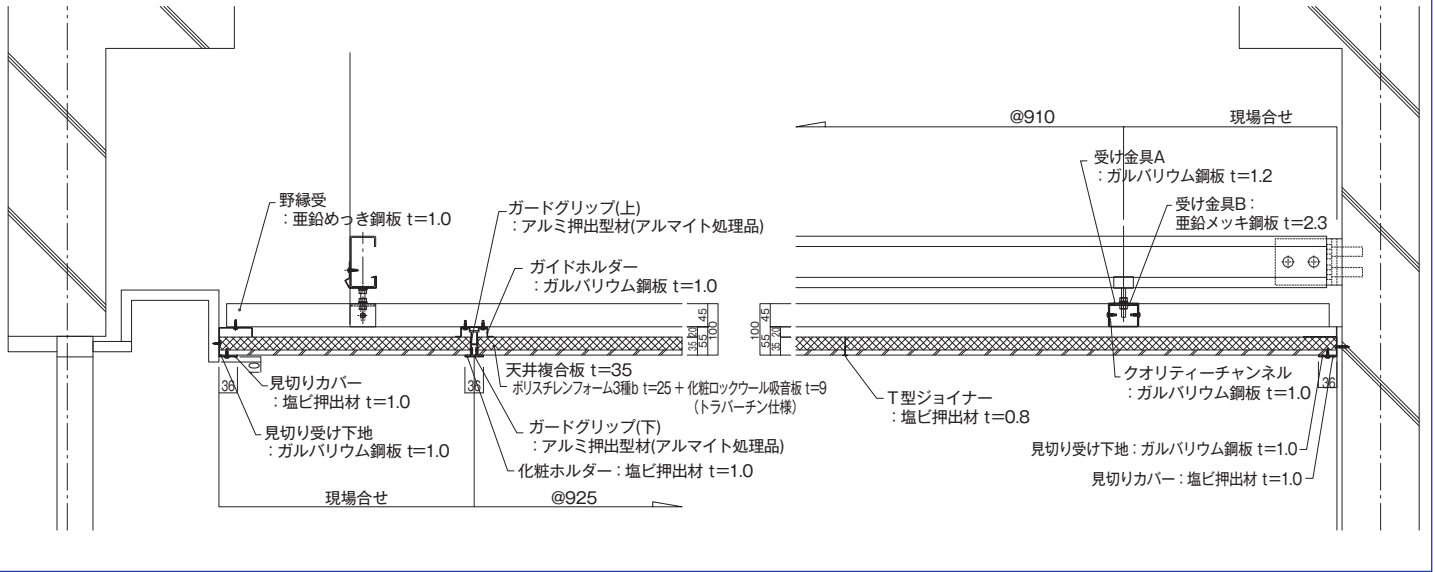 @910
現場合せ
受け金具A
：ガルバリウム鋼板 t=1.2
受け金具B：
亜鉛メッキ鋼板 t=2.3
野縁受
：亜鉛めっき鋼板 t=1.0
ガードグリップ(上)
：アルミ押出型材(アルマイト処理品)
ガイドホルダー
：ガルバリウム鋼板 t=1.0
45
100
20
55
35
100
45
20
55
35
36
10
36
36
見切りカバー
：塩ビ押出材 t=1.0
見切り受け下地
：ガルバリウム鋼板 t=1.0
天井複合板 t=35
ポリスチレンフォーム3種b t=25 + 化粧ロックウール吸音板 t=9
(トラバーチン仕様)
ガードグリップ(下)
：アルミ押出型材(アルマイト処理品)
化粧ホルダー：塩ビ押出材 t=1.0
T型ジョイナー
：塩ビ押出材 t=0.8
クオリティーチャンネル
：ガルバリウム鋼板 t=1.0
見切り受け下地：ガルバリウム鋼板 t=1.0
見切りカバー：塩ビ押出材 t=1.0
現場合せ
@925